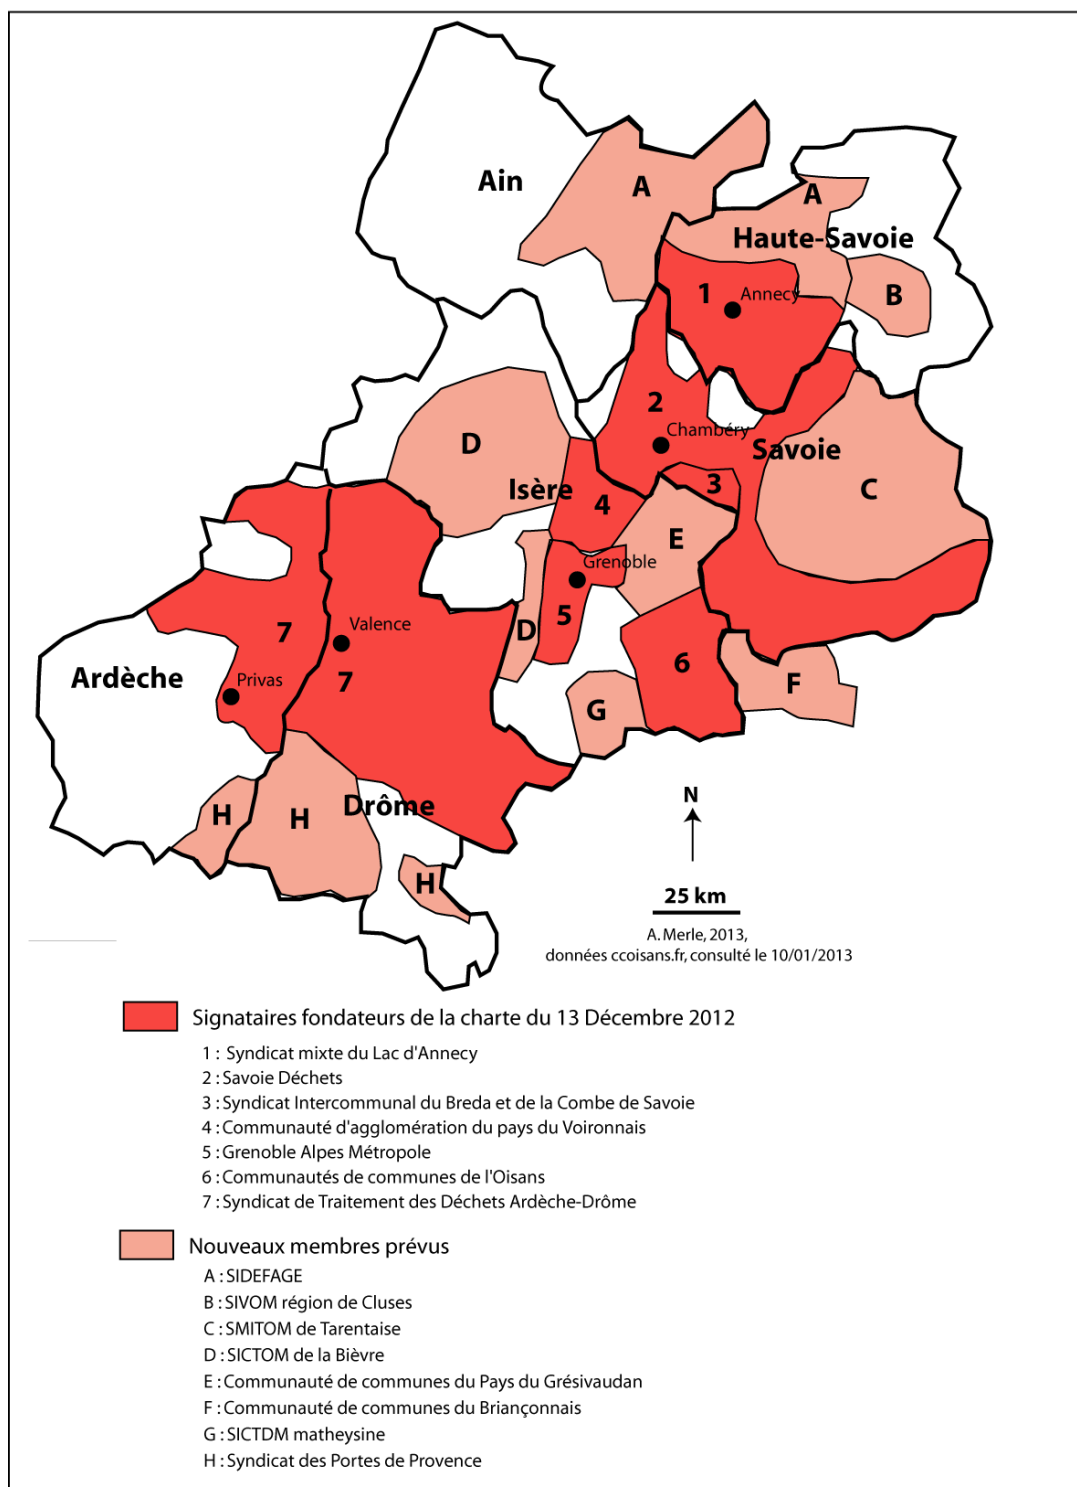 Ain
A
A
Haute-Savoie
1
Annecy
B
2
Chambéry
Savoie
D
Isère
3
C
4
E
Grenoble
5
D
7
Valence
6
Ardèche
Privas
7
F
G
H
H
Drôme
N
H
25 km
A. Merle, 2013,
données ccoisans.fr, consulté le 10/01/2013
Signataires fondateurs de la charte du 13 Décembre 2012
1 : Syndicat mixte du Lac d'Annecy
2 : Savoie Déchets
3 : Syndicat Intercommunal du Breda et de la Combe de Savoie
4 : Communauté d'agglomération du pays du Voironnais
5 : Grenoble Alpes Métropole
6 : Communautés de communes de l'Oisans
7 : Syndicat de Traitement des Déchets Ardèche-Drôme
Nouveaux membres prévus
A : SIDEFAGE
B : SIVOM région de Cluses
C : SMITOM de Tarentaise
D : SICTOM de la Bièvre
E : Communauté de communes du Pays du Grésivaudan
F : Communauté de communes du Briançonnais
G : SICTDM matheysine
H : Syndicat des Portes de Provence